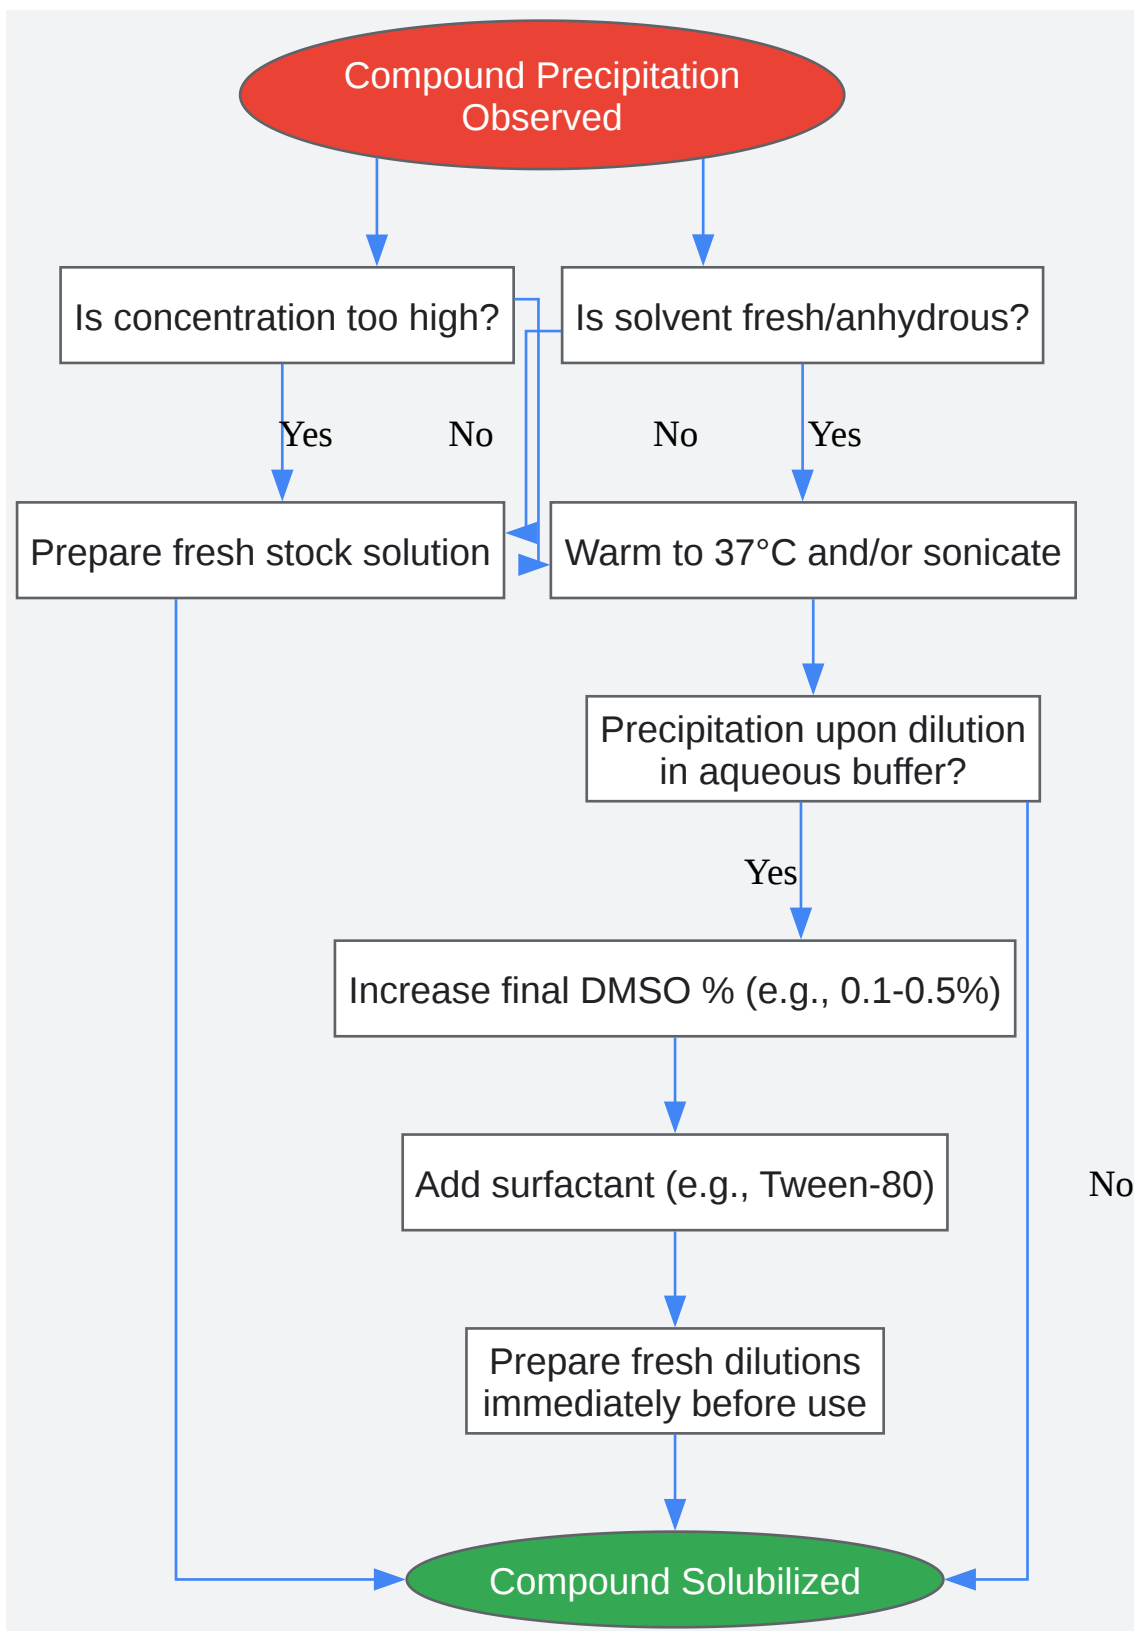 Compound Precipitation
Observed
Is concentration too high?
Is solvent fresh/anhydrous?
Yes
No
No
Yes
Prepare fresh stock solution
Warm to 37°C and/or sonicate
Precipitation upon dilution
in aqueous buffer?
Yes
Increase final DMSO % (e.g., 0.1-0.5%)
Add surfactant (e.g., Tween-80)
No
Prepare fresh dilutions
immediately before use
Compound Solubilized